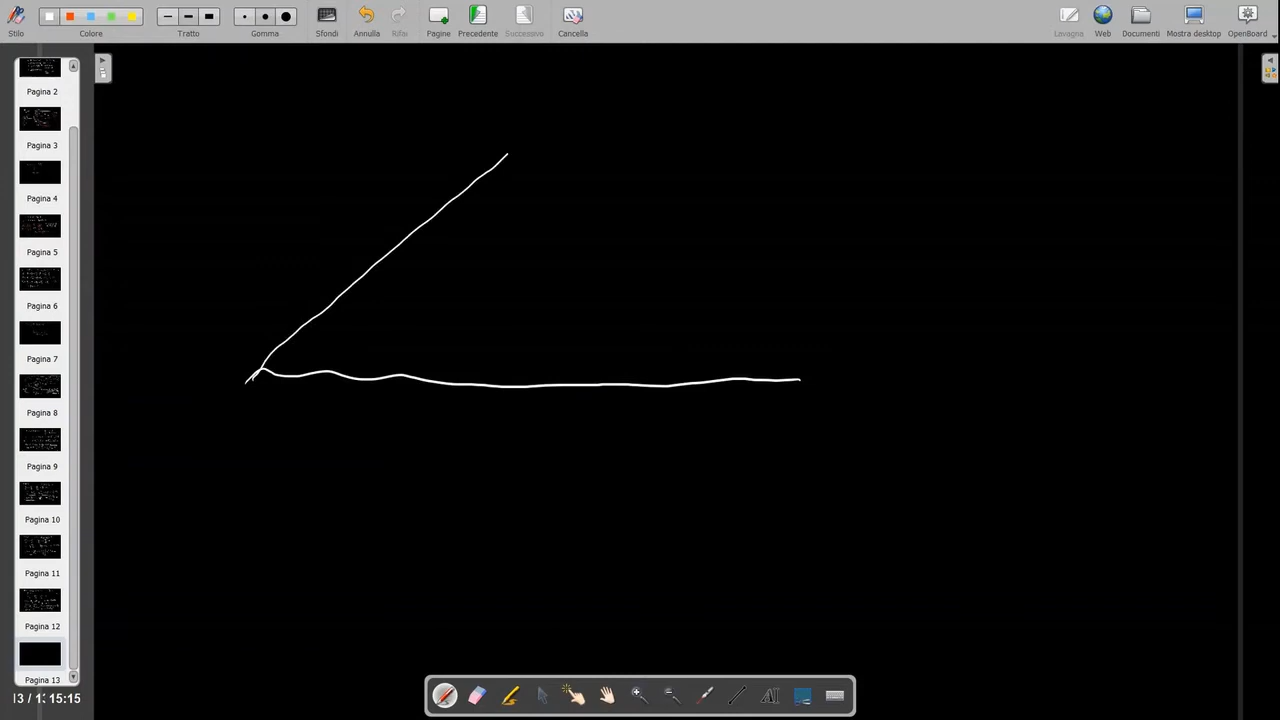 Stilo Colore Tratto Gomma Sfondi Annulla Rifai Pagine Precedente Successivo Cancella Lavagna Web Documenti Mostra desktop OpenBoard
Pagina 2
Pagina 3
Pagina 4
Pagina 5
Pagina 6
Pagina 7
Pagina 8
Pagina 9
Pagina 10
Pagina 11
Pagina 12
Pagina 13
15:15